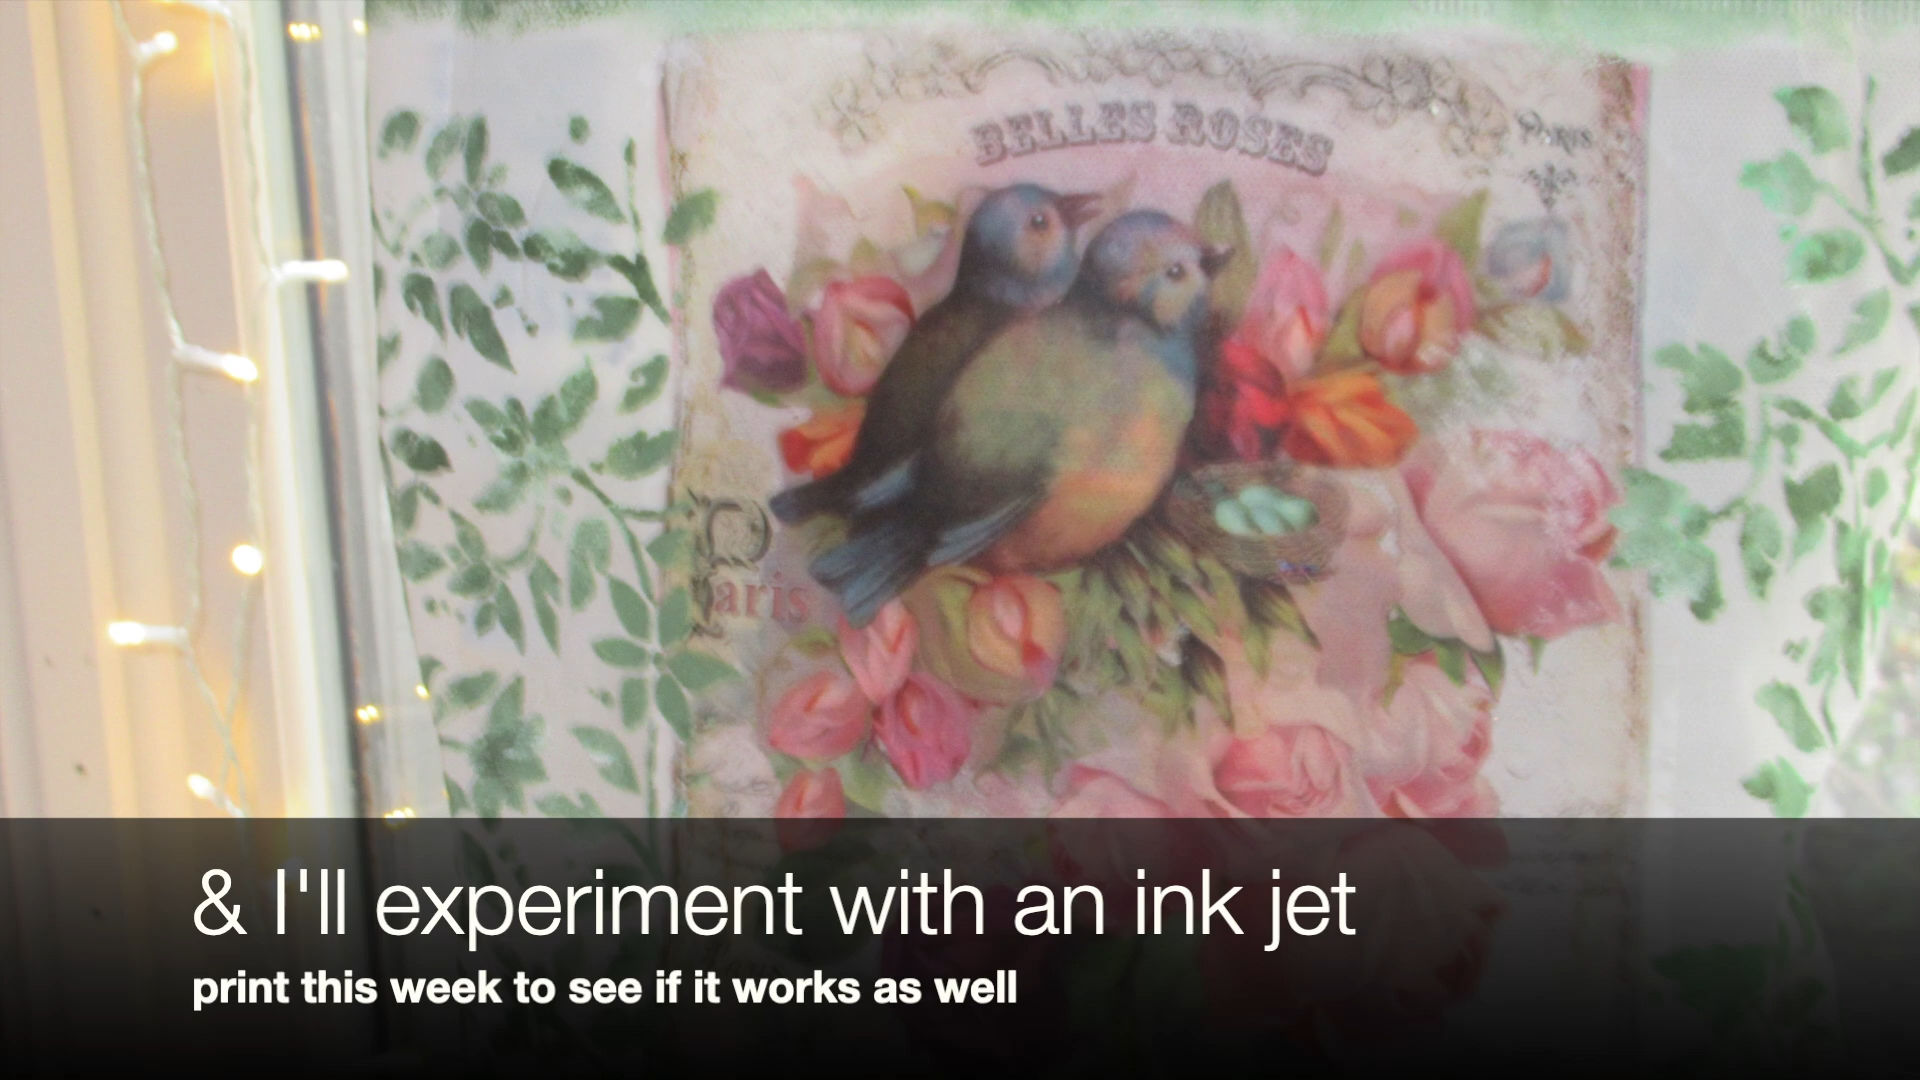 BELLES ROSES
Paris
Paris
& I'll experiment with an ink jet
print this week to see if it works as well